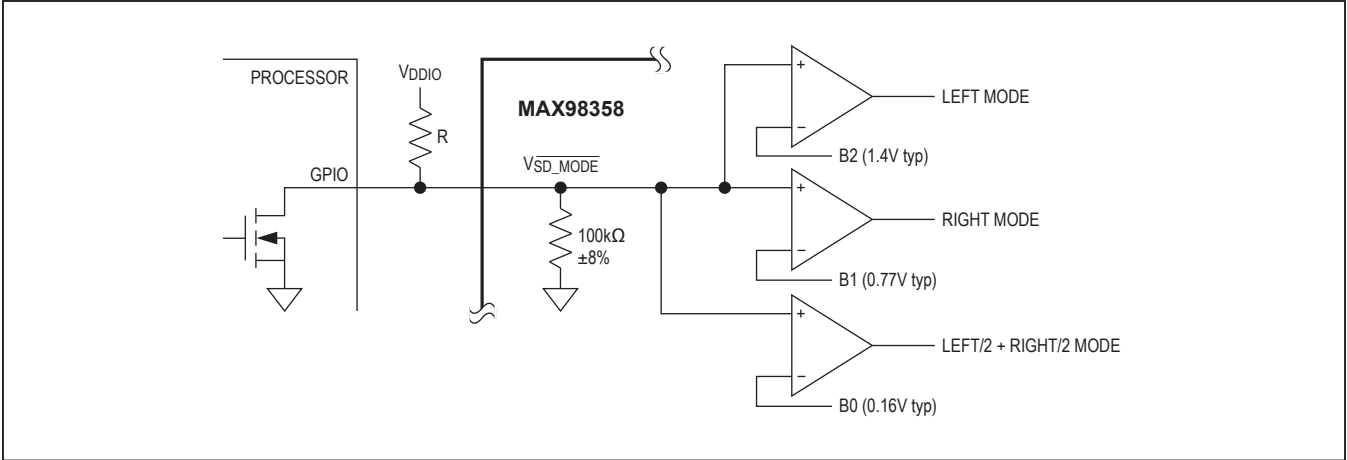 PROCESSOR
VDDIO
R
GPIO
MAX98358
VSD_MODE
100kΩ
±8%
+
−
LEFT MODE
B2 (1.4V typ)
+
−
RIGHT MODE
B1 (0.77V typ)
+
−
LEFT/2 + RIGHT/2 MODE
B0 (0.16V typ)